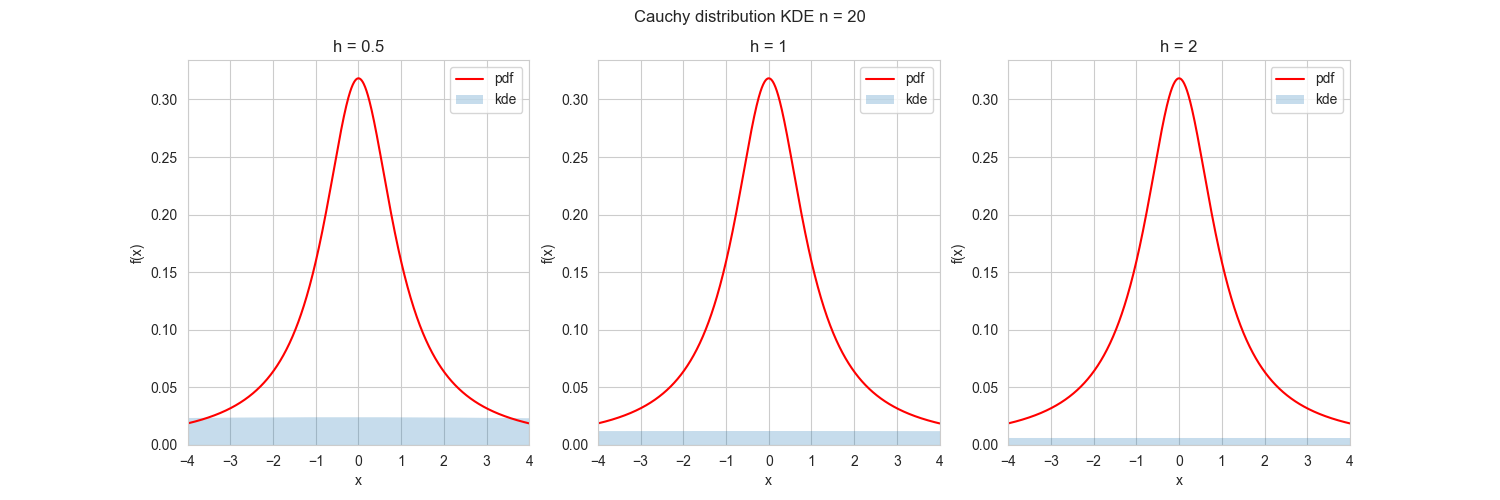 Cauchy distribution KDE n = 20
h = 0.5
pdf
kde
f(x)
0.30
0.25
0.20
0.15
0.10
0.05
0.00
−4 −3 −2 −1 0 1 2 3 4
x
h = 1
pdf
kde
f(x)
0.30
0.25
0.20
0.15
0.10
0.05
0.00
−4 −3 −2 −1 0 1 2 3 4
x
h = 2
pdf
kde
f(x)
0.30
0.25
0.20
0.15
0.10
0.05
0.00
−4 −3 −2 −1 0 1 2 3 4
x